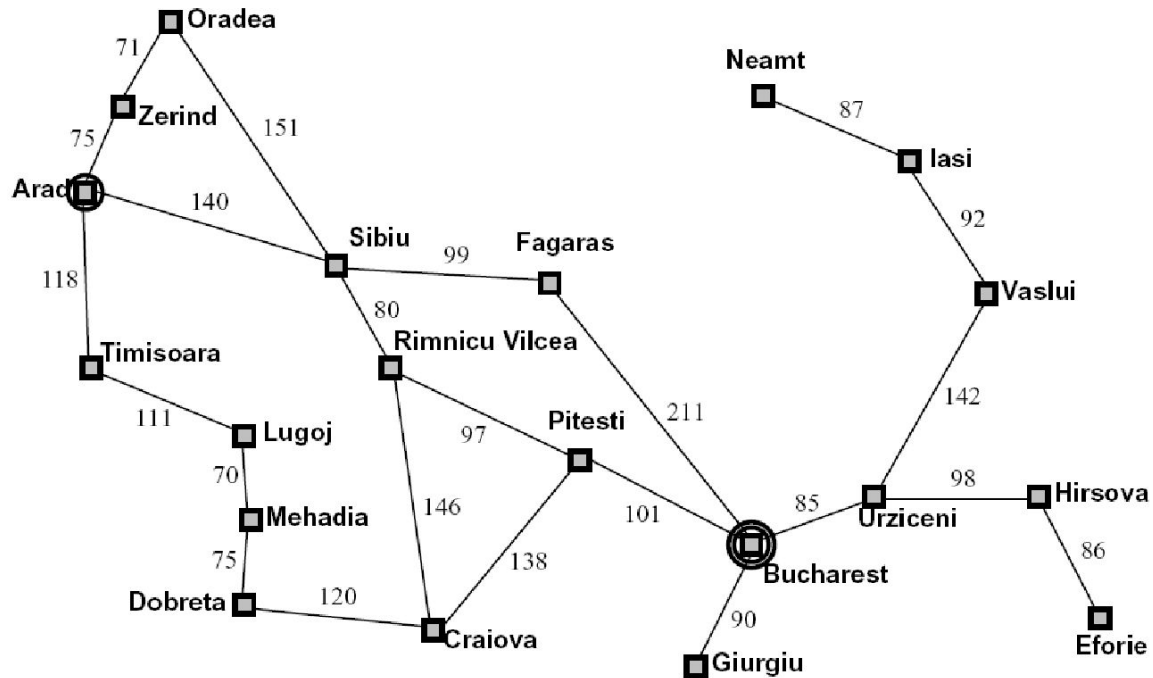 Oradea
71
Neamt
Zerind
87
75
151
Iasi
Arad
140
92
Sibiu
Fagaras
99
118
Vaslui
80
Timisoara
Rimnicu Vilcea
142
111
211
Pitesti
Lugoj
97
70
98
Hirsova
146
101
85
Urziceni
Mehadia
86
75
138
Bucharest
Dobreta
120
90
Craiova
Eforie
Giurgiu